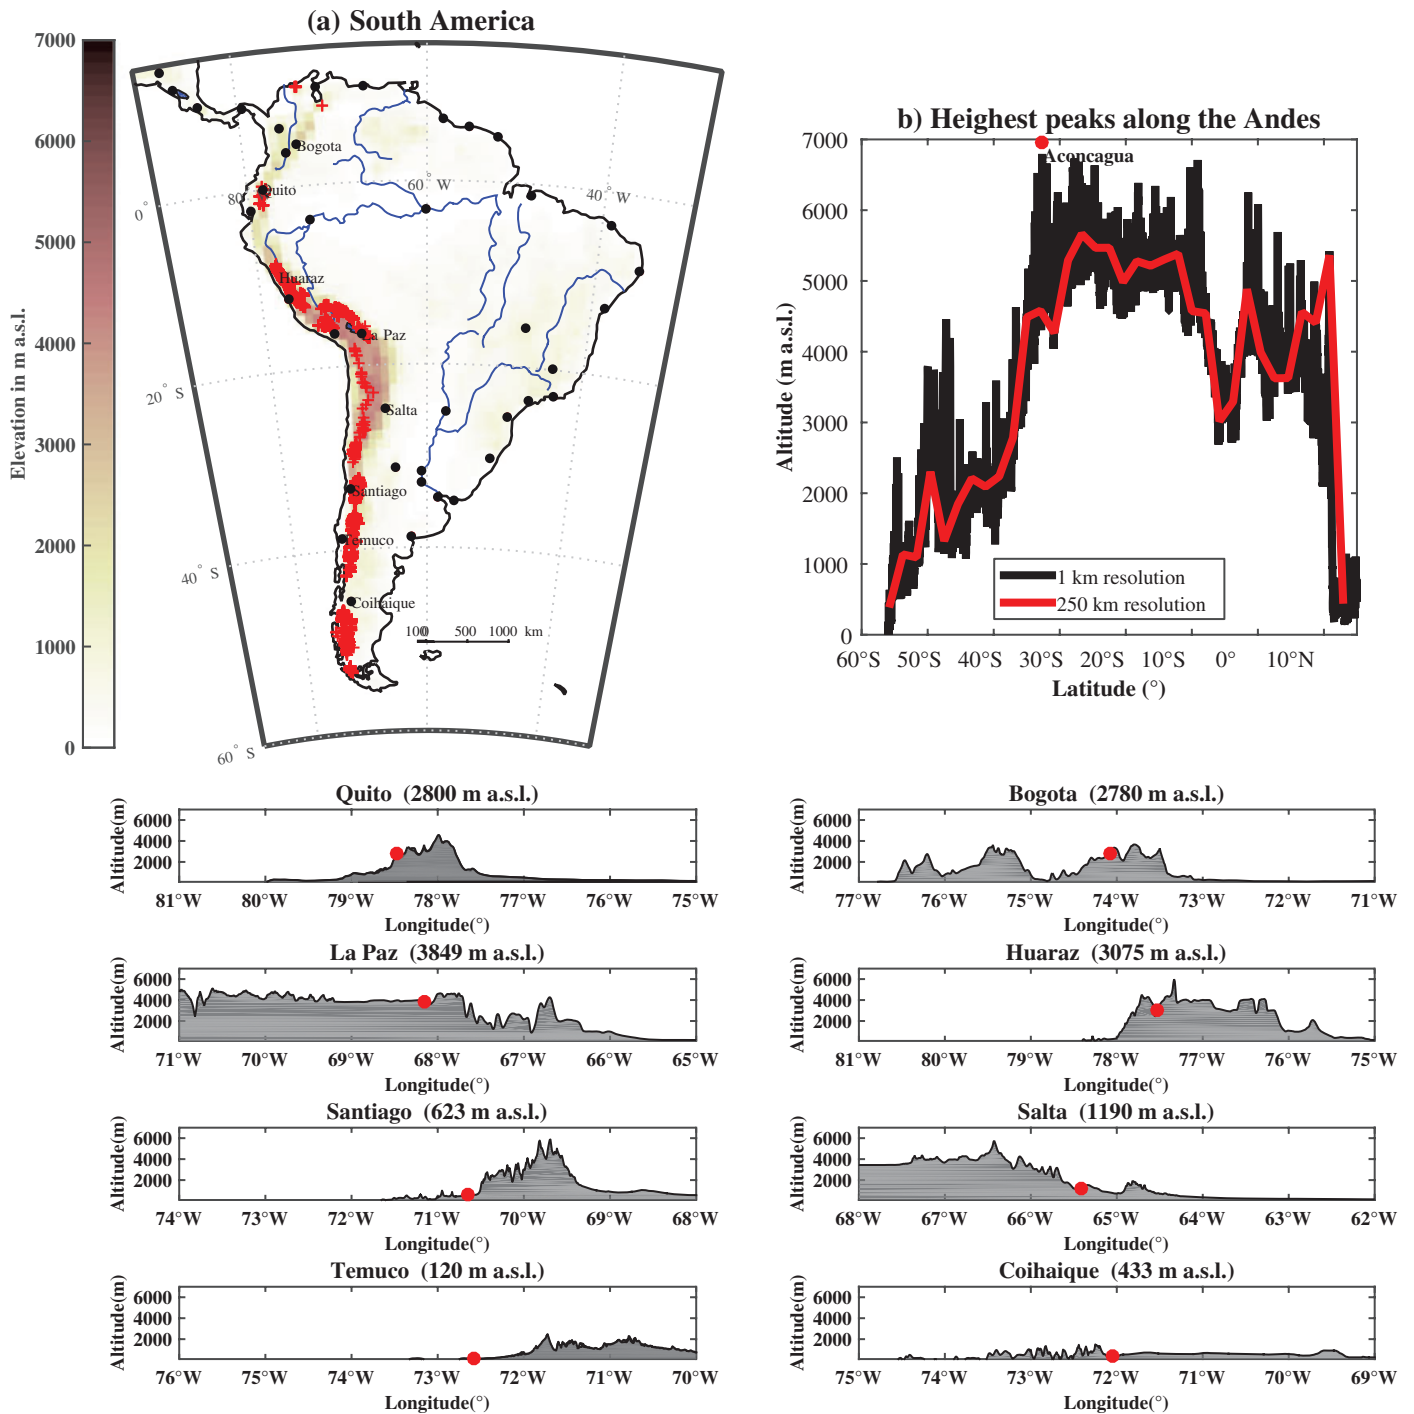 (a) South America
7000
6000
5000
4000
3000
2000
1000
0
Elevation in m a.s.l.
Bogota
Quito
Huaraz
La Paz
Salta
Santiago
Temuco
Coihaique
0°
80
60° W
40° W
20° S
40° S
60° S
100 0 500 1000 km
b) Heighest peaks along the Andes
Aconcagua
7000
6000
5000
4000
3000
2000
1000
0
Altitude (m a.s.l.)
1 km resolution
250 km resolution
60°S 50°S 40°S 30°S 20°S 10°S 0° 10°N
Latitude (°)
Quito (2800 m a.s.l.)
6000
4000
2000
Altitude(m)
81°W 80°W 79°W 78°W 77°W 76°W 75°W
Longitude(°)
Bogota (2780 m a.s.l.)
6000
4000
2000
Altitude(m)
77°W 76°W 75°W 74°W 73°W 72°W 71°W
Longitude(°)
La Paz (3849 m a.s.l.)
6000
4000
2000
Altitude(m)
71°W 70°W 69°W 68°W 67°W 66°W 65°W
Longitude(°)
Huaraz (3075 m a.s.l.)
6000
4000
2000
Altitude(m)
81°W 80°W 79°W 78°W 77°W 76°W 75°W
Longitude(°)
Santiago (623 m a.s.l.)
6000
4000
2000
Altitude(m)
74°W 73°W 72°W 71°W 70°W 69°W 68°W
Longitude(°)
Salta (1190 m a.s.l.)
6000
4000
2000
Altitude(m)
68°W 67°W 66°W 65°W 64°W 63°W 62°W
Longitude(°)
Temuco (120 m a.s.l.)
6000
4000
2000
Altitude(m)
76°W 75°W 74°W 73°W 72°W 71°W 70°W
Longitude(°)
Coihaique (433 m a.s.l.)
6000
4000
2000
Altitude(m)
75°W 74°W 73°W 72°W 71°W 70°W 69°W
Longitude(°)